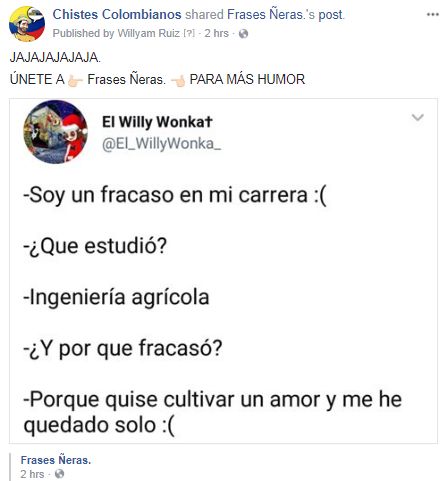 Chistes Colombianos shared Frases Ñeras.'s post.
Published by Willyam Ruiz [?] · 2 hrs ·
JAJAJAJAJAJA.
ÚNETE A 👉🏻 Frases Ñeras. 👈🏻 PARA MÁS HUMOR
El Willy Wonka✝
@El_WillyWonka_
-Soy un fracaso en mi carrera :(
-¿Que estudió?
-Ingeniería agrícola
-¿Y por que fracasó?
-Porque quise cultivar un amor y me he
quedado solo :(
Frases Ñeras.
2 hrs ·